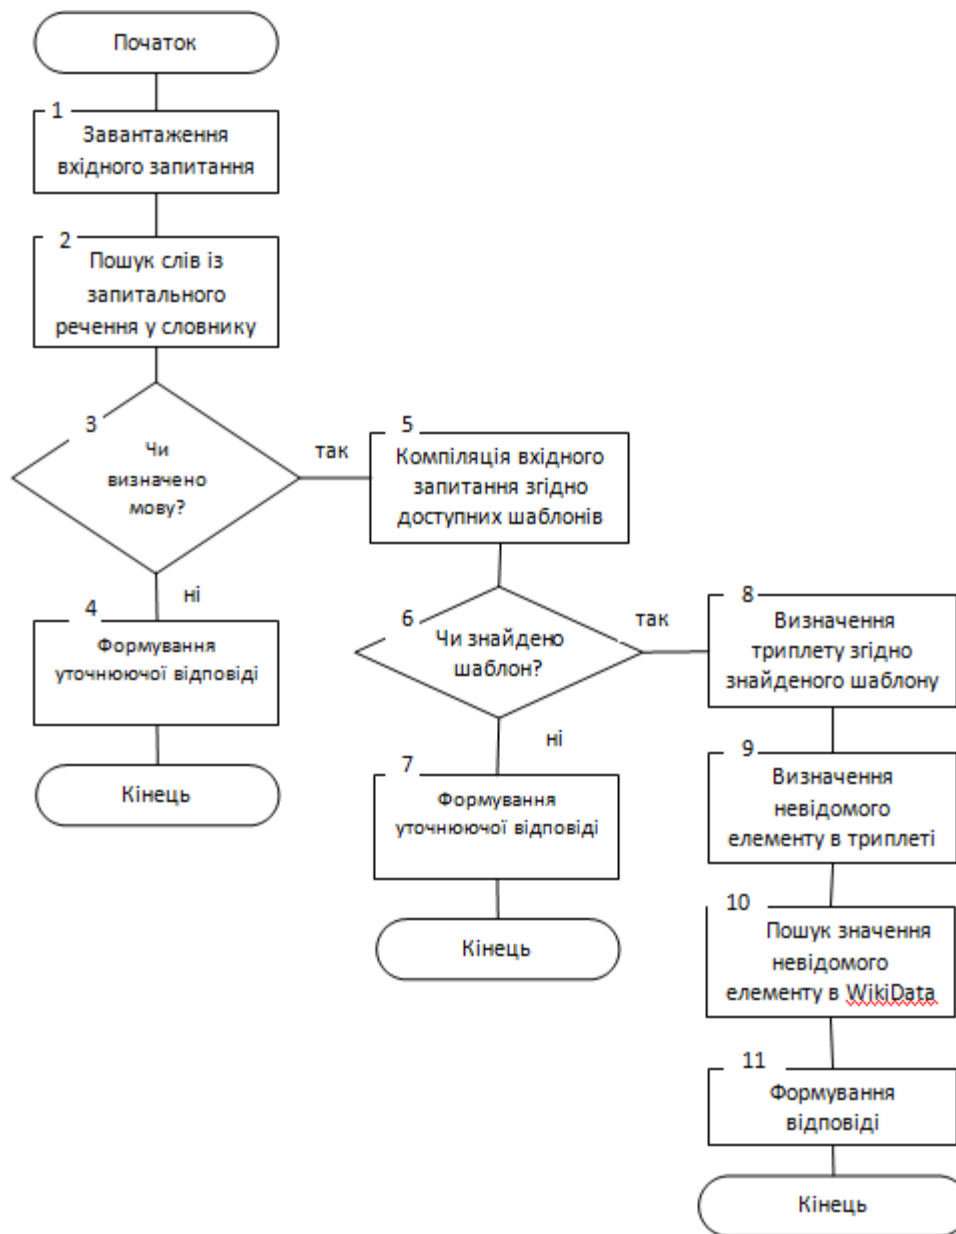 Початок
1
Завантаження
вхідного запитання
2
Пошук слів із
запитального
речення у словнику
3
Чи
визначено
мову?
так
ні
4
Формування
уточнюючої відповіді
Кінець
5
Компіляція вхідного
запитання згідно
доступних шаблонів
6
Чи знайдено
шаблон?
так
ні
7
Формування
уточнюючої відповіді
Кінець
8
Визначення
триплету згідно
знайденого шаблону
9
Визначення
невідомого
елементу в триплеті
10
Пошук значення
невідомого
елементу в WikiData
11
Формування
відповіді
Кінець